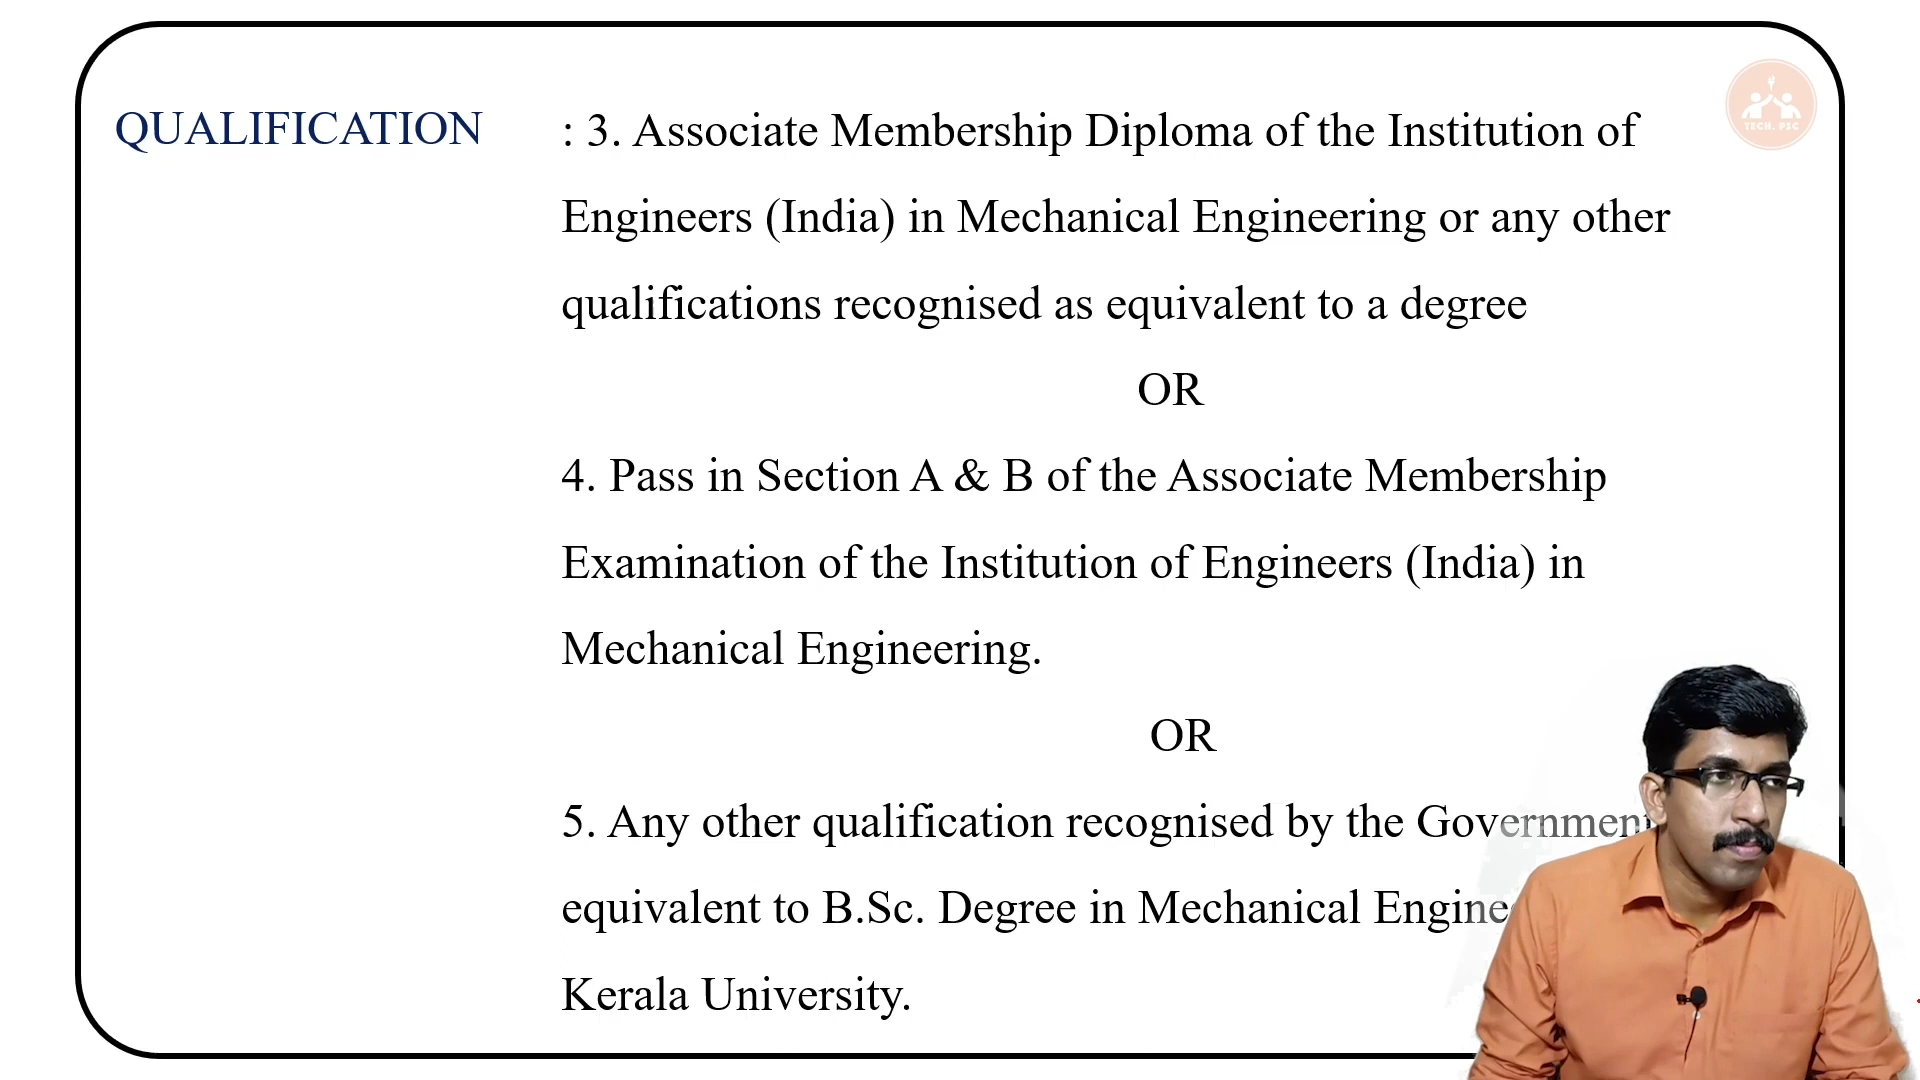 QUALIFICATION : 3. Associate Membership Diploma of the Institution of
Engineers (India) in Mechanical Engineering or any other
qualifications recognised as equivalent to a degree
OR
4. Pass in Section A & B of the Associate Membership
Examination of the Institution of Engineers (India) in
Mechanical Engineering.
OR
5. Any other qualification recognised by the Government
equivalent to B.Sc. Degree in Mechanical
Kerala University.
TECH. PSC